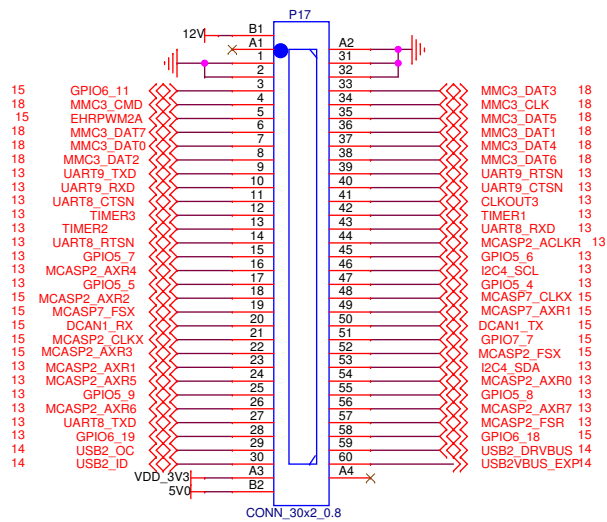 P17
12V B1
A1 A2
1 31
2 32
15 GPIO6_11 3 33 MMC3_DAT3 18
18 MMC3_CMD 4 34 MMC3_CLK 18
15 EHRPWM2A 5 35 MMC3_DAT5 18
18 MMC3_DAT7 6 36 MMC3_DAT1 18
18 MMC3_DAT0 7 37 MMC3_DAT4 18
18 MMC3_DAT2 8 38 MMC3_DAT6 18
13 UART9_TXD 9 39 UART9_RTSN 13
13 UART9_RXD 10 40 UART9_CTSN 13
13 UART8_CTSN 11 41 CLKOUT3 13
13 TIMER3 12 42 TIMER1 13
13 TIMER2 13 43 UART8_RXD 13
13 UART8_RTSN 14 44 MCASP2_ACLKR 13
13 GPIO5_7 15 45 GPIO5_6 13
13 MCASP2_AXR4 16 46 I2C4_SCL 13
13 GPIO5_5 17 47 GPIO5_4 13
15 MCASP2_AXR2 18 48 MCASP7_CLKX 15
15 MCASP7_FSX 19 49 MCASP7_AXR1 15
15 DCAN1_RX 20 50 DCAN1_TX 15
15 MCASP2_CLKX 21 51 GPIO7_7 15
15 MCASP2_AXR3 22 52 MCASP2_FSX 15
13 MCASP2_AXR1 23 53 I2C4_SDA 13
13 MCASP2_AXR5 24 54 MCASP2_AXR0 13
13 GPIO5_9 25 55 GPIO5_8 13
13 MCASP2_AXR6 26 56 MCASP2_AXR7 13
13 UART8_TXD 27 57 MCASP2_FSR 13
13 GPIO6_19 28 58 GPIO6_18 15
14 USB2_OC 29 59 USB2_DRVBUS 14
14 USB2_ID 30 60 USB2VBUS_EXP 14
VDD_3V3 A3 A4
5V0 B2
CONN_30x2_0.8